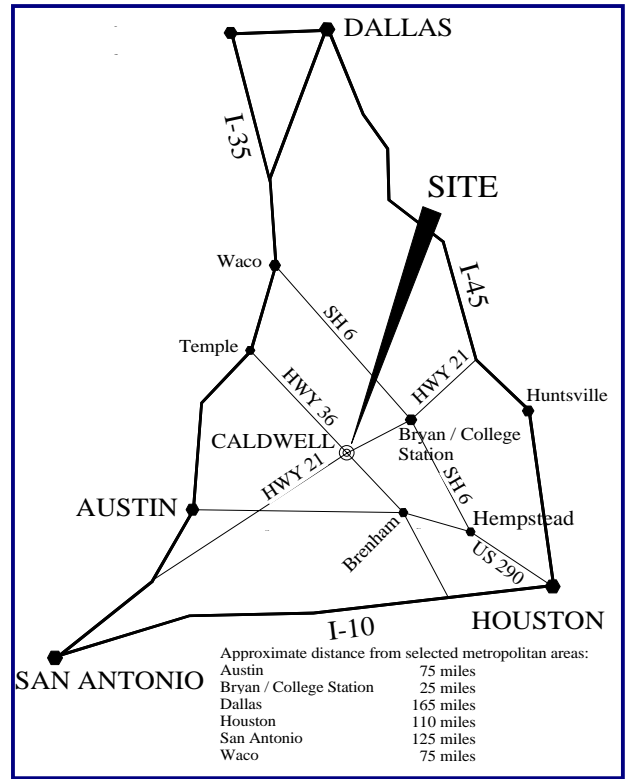 DALLAS
I-35
SITE
Waco
I-45
SH 6
Temple
HWY 21
HWY 36
Huntsville
CALDWELL
Bryan / College
Station
HWY 21
SH 6
AUSTIN
Hempstead
Brenham
US 290
HOUSTON
I-10
SAN ANTONIO
Approximate distance from selected metropolitan areas:
Austin 75 miles
Bryan / College Station 25 miles
Dallas 165 miles
Houston 110 miles
San Antonio 125 miles
Waco 75 miles